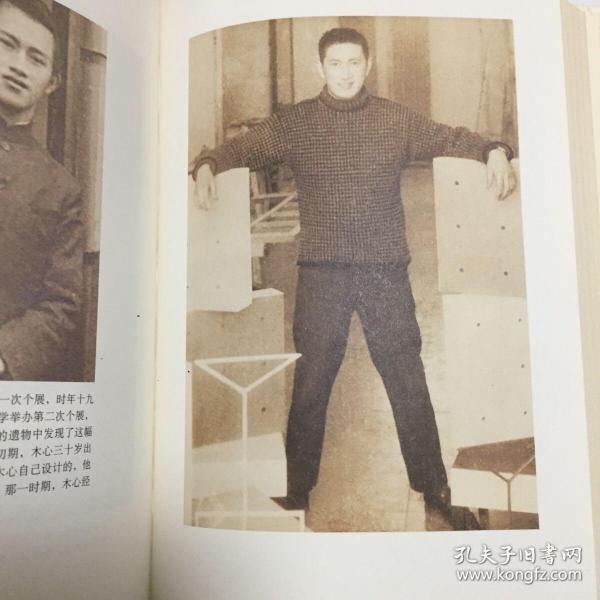 一次个展，时年十九
学举办第二次个展，
的遗物中发现了这幅
初期，木心三十岁出
木心自己设计的，他
那一时期，木心经
孔夫子旧书网
www.kongfz.com